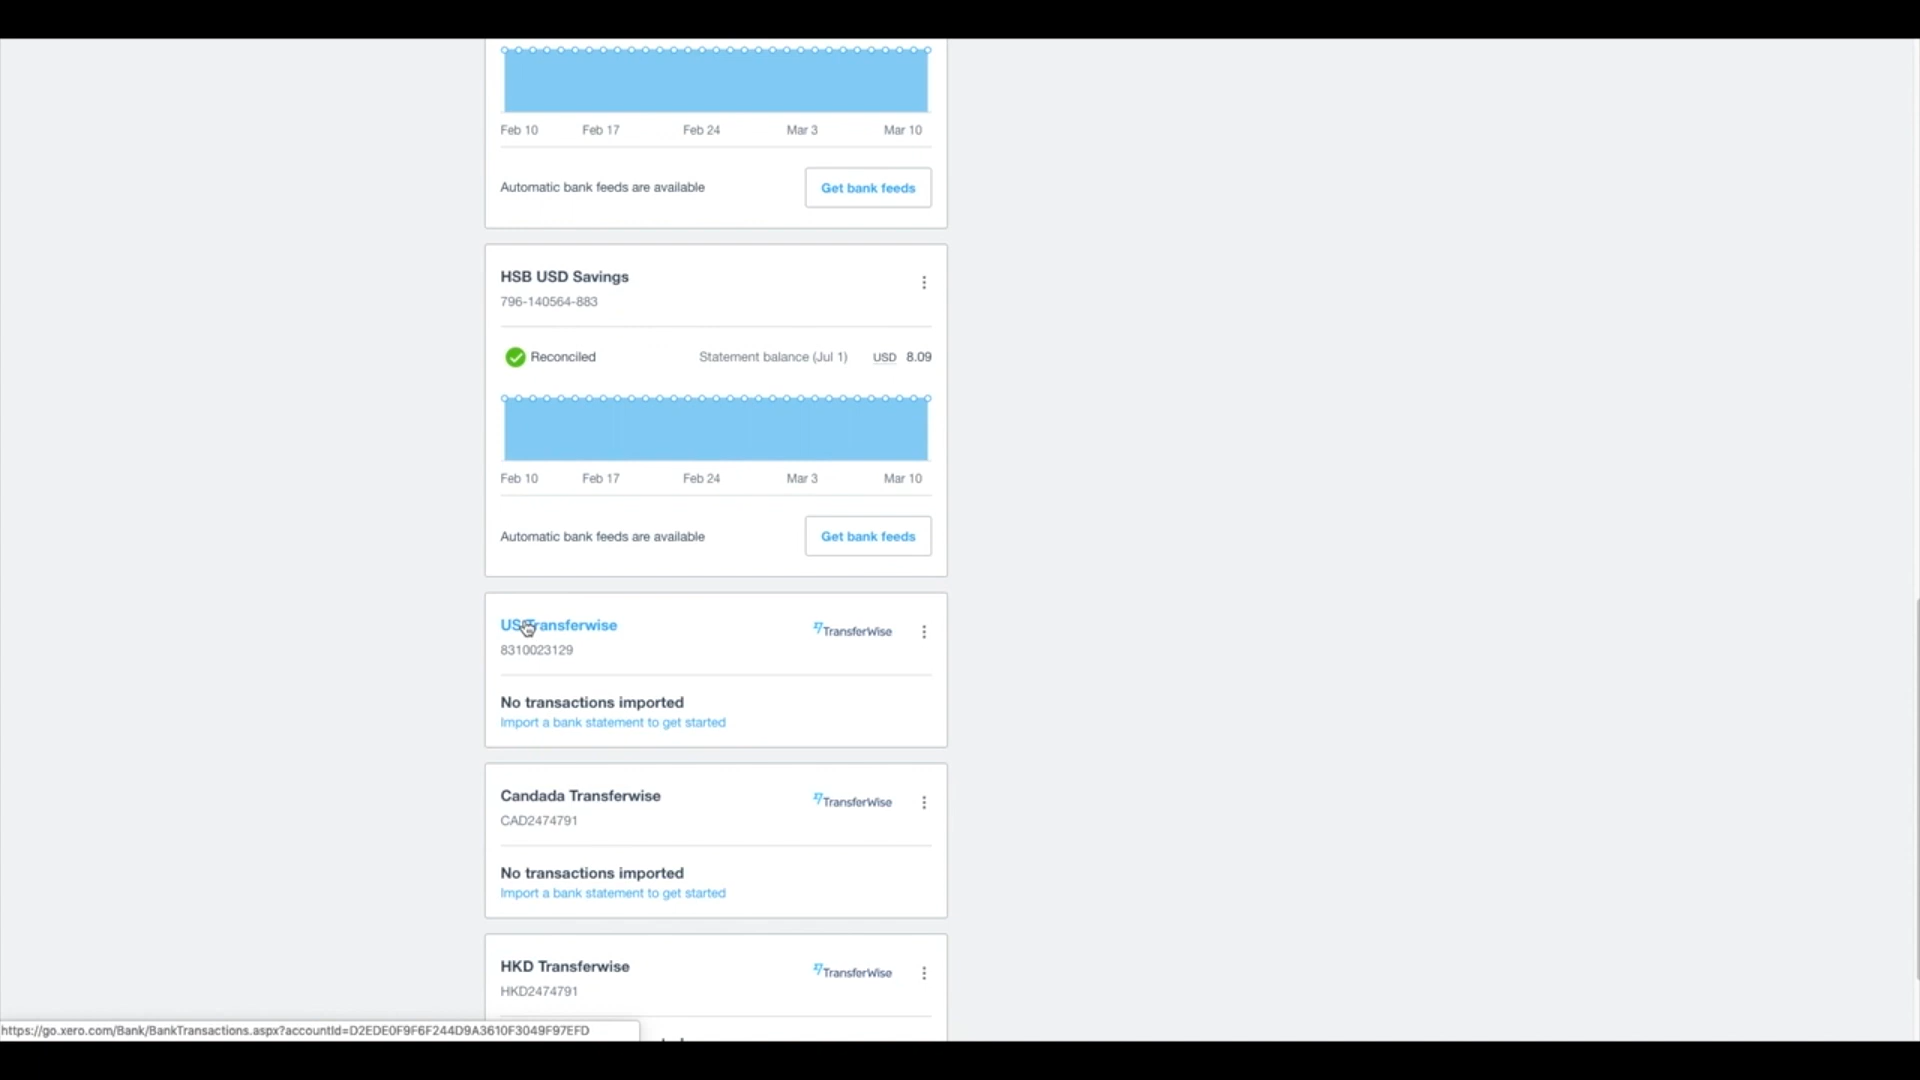 Feb 10 Feb 17 Feb 24 Mar 3 Mar 10
Automatic bank feeds are available Get bank feeds
HSB USD Savings
796-140564-883
Reconciled Statement balance (Jul 1) USD 8.09
Feb 10 Feb 17 Feb 24 Mar 3 Mar 10
Automatic bank feeds are available Get bank feeds
US Transferwise TransferWise
8310023129
No transactions imported
Import a bank statement to get started
Candada Transferwise TransferWise
CAD2474791
No transactions imported
Import a bank statement to get started
HKD Transferwise TransferWise
HKD2474791
https://go.xero.com/Bank/BankTransactions.aspx?accountId=D2EDE0F9F6F244D9A3610F3049F97EFD